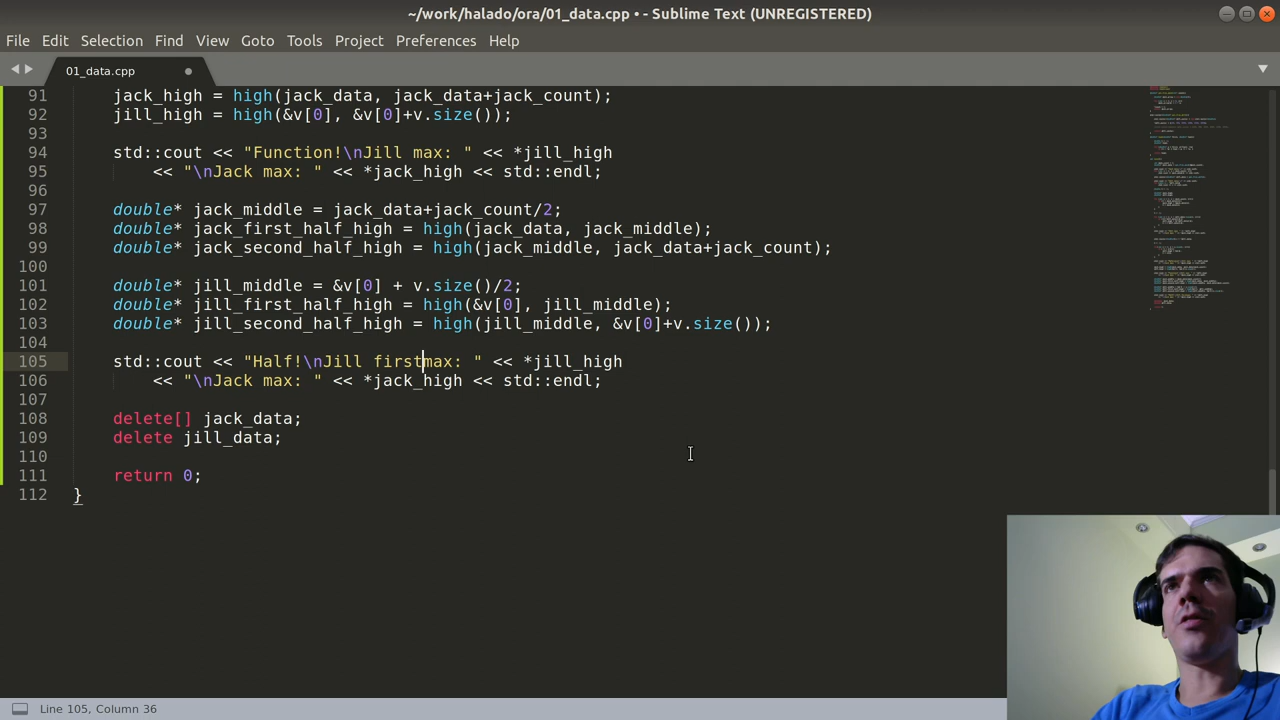 ~/work/halado/ora/01_data.cpp • - Sublime Text (UNREGISTERED)
File Edit Selection Find View Goto Tools Project Preferences Help
01_data.cpp
91 jack_high = high(jack_data, jack_data+jack_count);
92 jill_high = high(&v[0], &v[0]+v.size());
93
94 std::cout << "Function!\nJill max: " << *jill_high
95 << "\nJack max: " << *jack_high << std::endl;
96
97 double* jack_middle = jack_data+jack_count/2;
98 double* jack_first_half_high = high(jack_data, jack_middle);
99 double* jack_second_half_high = high(jack_middle, jack_data+jack_count);
100
101 double* jill_middle = &v[0] + v.size()/2;
102 double* jill_first_half_high = high(&v[0], jill_middle);
103 double* jill_second_half_high = high(jill_middle, &v[0]+v.size());
104
105 std::cout << "Half!\nJill firstmax: " << *jill_high
106 << "\nJack max: " << *jack_high << std::endl;
107
108 delete[] jack_data;
109 delete jill_data;
110
111 return 0;
112 }
Line 105, Column 36